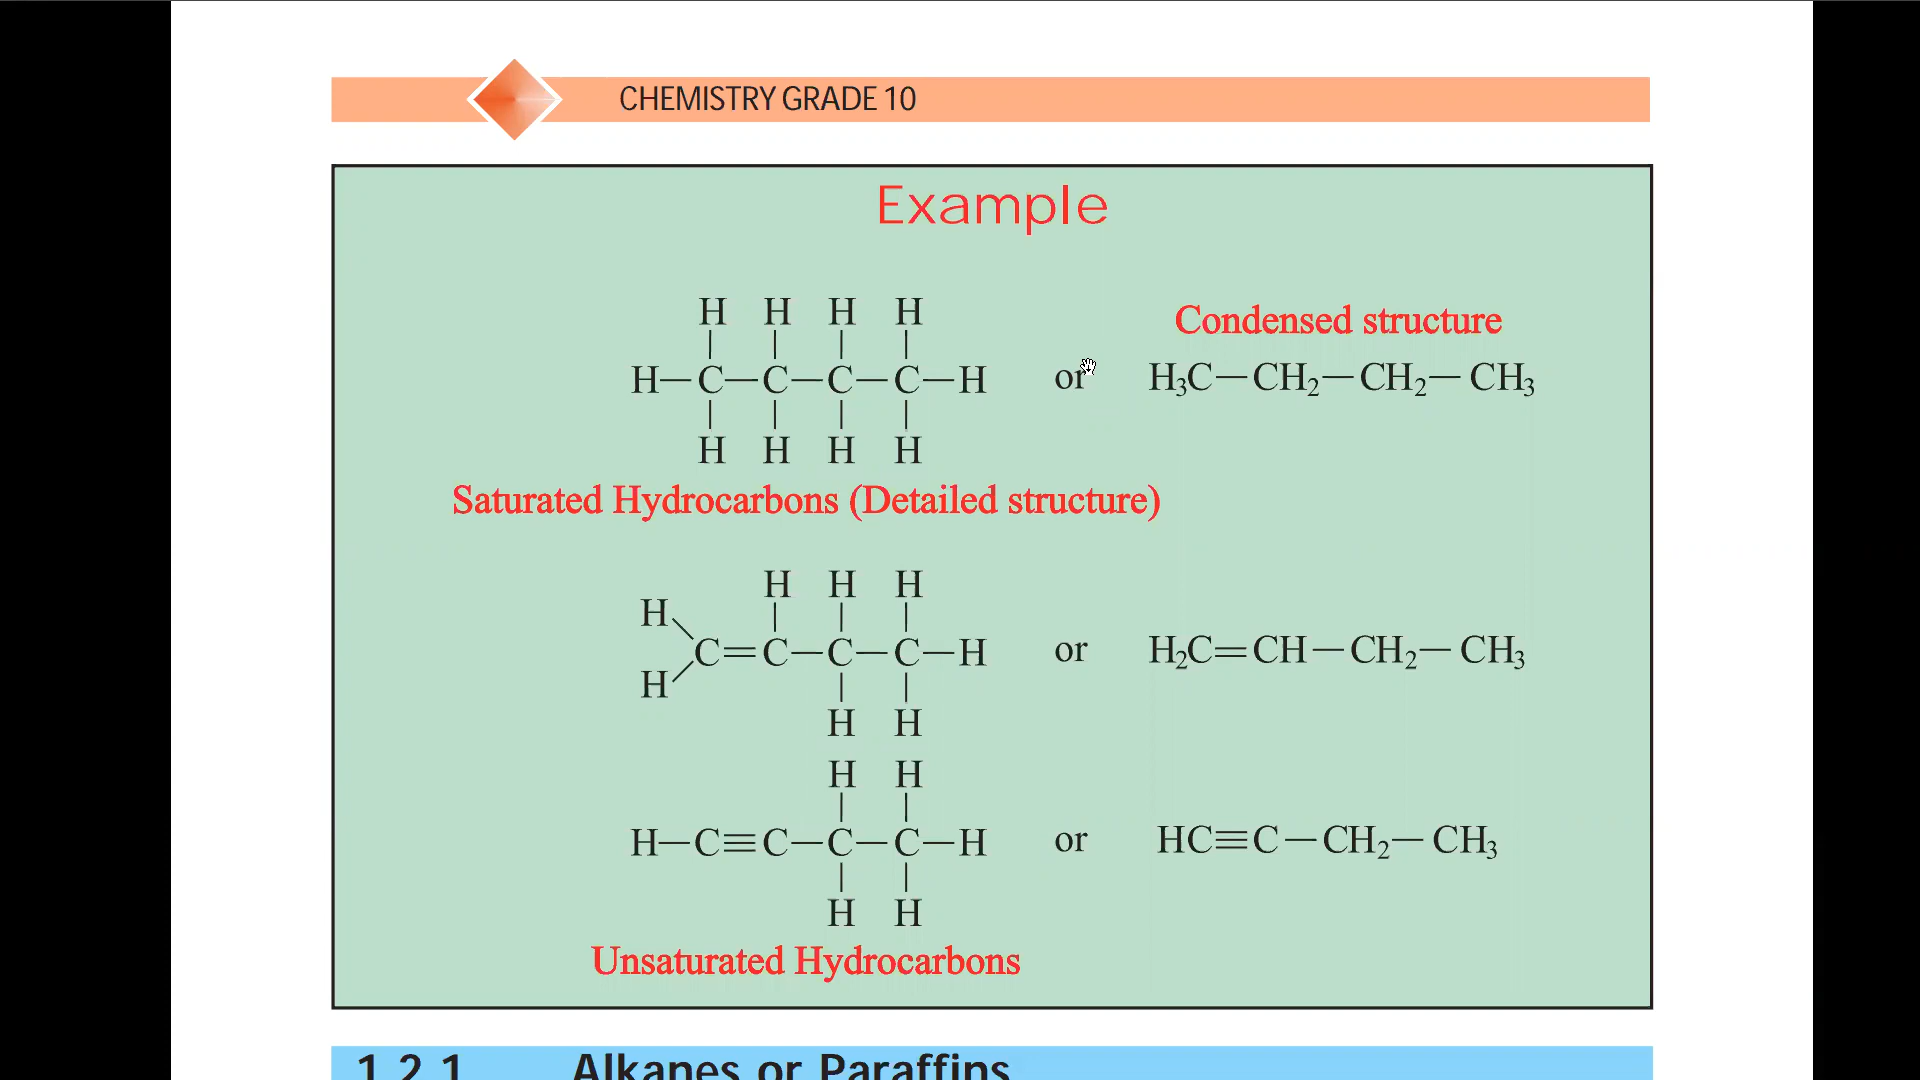 CHEMISTRY GRADE 10
Example
H H H H
Condensed structure
H—C—C—C—C—H or H₃C—CH₂—CH₂—CH₃
H H H H
Saturated Hydrocarbons (Detailed structure)
H H H
H
C=C—C—C—H or H₂C=CH—CH₂—CH₃
H
H H
H H
H—C≡C—C—C—H or HC≡C—CH₂—CH₃
H H
Unsaturated Hydrocarbons
1.2.1 Alkanes or Paraffins